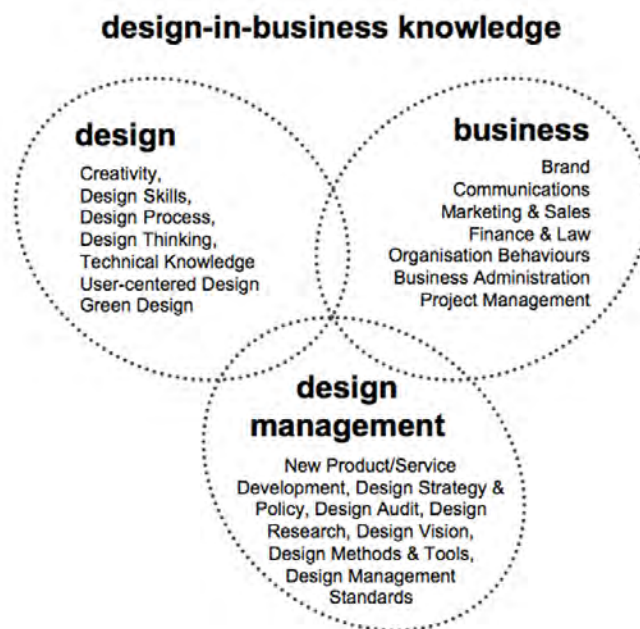 design-in-business knowledge
design
Creativity,
Design Skills,
Design Process,
Design Thinking,
Technical Knowledge
User-centered Design
Green Design
business
Brand
Communications
Marketing & Sales
Finance & Law
Organisation Behaviours
Business Administration
Project Management
design
management
New Product/Service
Development, Design Strategy &
Policy, Design Audit, Design
Research, Design Vision,
Design Methods & Tools,
Design Management
Standards